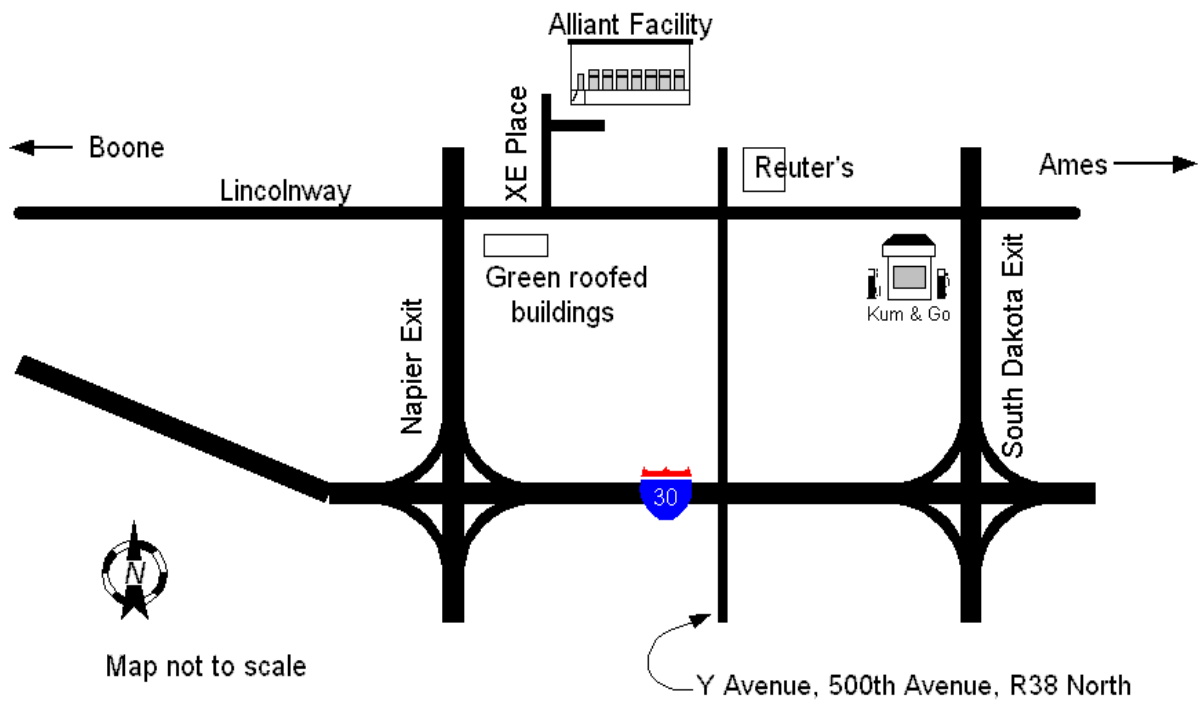 Alliant Facility
XE Place
Boone
Reuter's
Ames
Lincolnway
Green roofed
buildings
Kum & Go
Napier Exit
South Dakota Exit
30
N
Map not to scale
Y Avenue, 500th Avenue, R38 North